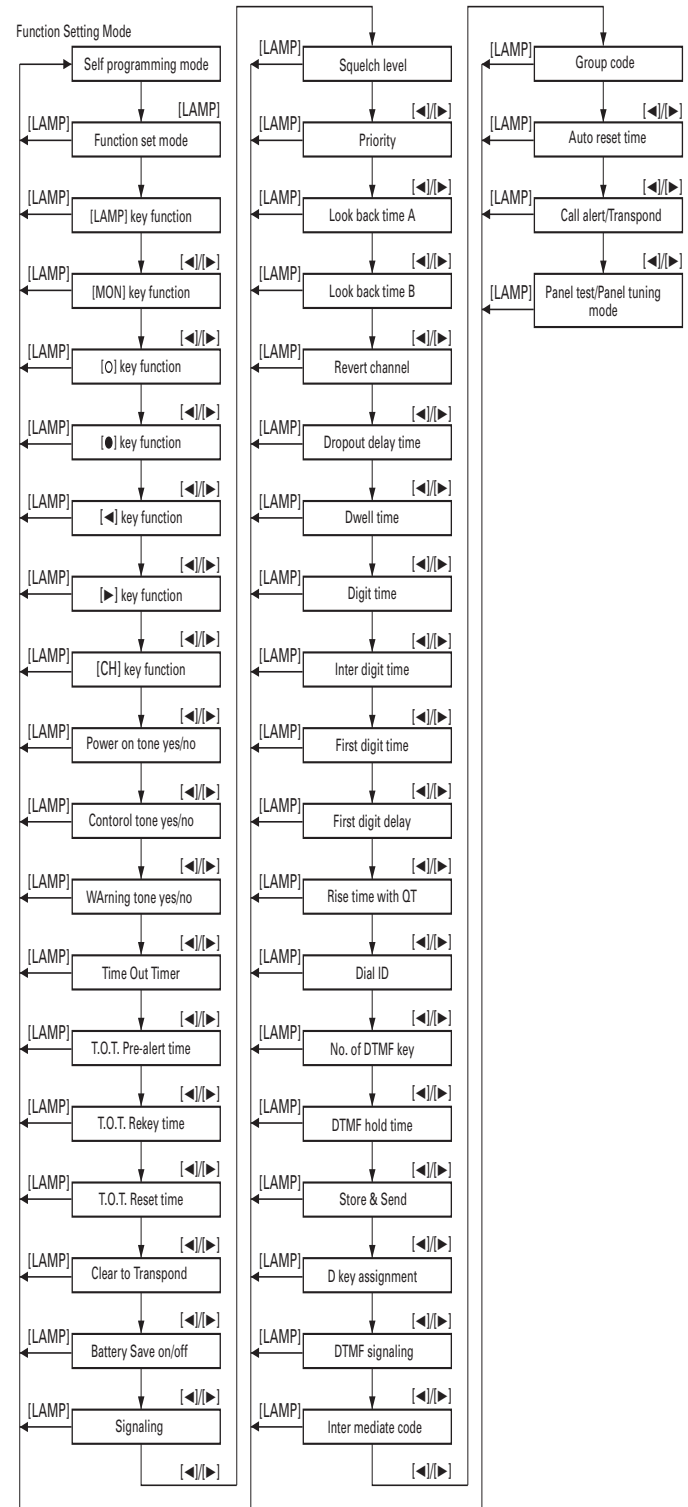 Function Setting Mode
Self programming mode
[LAMP]
[LAMP]
Function set mode
[LAMP]
[LAMP] key function
[◀]/[▶]
[LAMP]
[MON] key function
[◀]/[▶]
[LAMP]
[O] key function
[◀]/[▶]
[LAMP]
[●] key function
[◀]/[▶]
[LAMP]
[◀] key function
[◀]/[▶]
[LAMP]
[▶] key function
[◀]/[▶]
[LAMP]
[CH] key function
[◀]/[▶]
[LAMP]
Power on tone yes/no
[◀]/[▶]
[LAMP]
Contorol tone yes/no
[◀]/[▶]
[LAMP]
WArning tone yes/no
[◀]/[▶]
[LAMP]
Time Out Timer
[◀]/[▶]
[LAMP]
T.O.T. Pre-alert time
[◀]/[▶]
[LAMP]
T.O.T. Rekey time
[◀]/[▶]
[LAMP]
T.O.T. Reset time
[◀]/[▶]
[LAMP]
Clear to Transpond
[◀]/[▶]
[LAMP]
Battery Save on/off
[◀]/[▶]
[LAMP]
Signaling
[◀]/[▶]
[LAMP]
Squelch level
[◀]/[▶]
[LAMP]
Priority
[◀]/[▶]
[LAMP]
Look back time A
[◀]/[▶]
[LAMP]
Look back time B
[◀]/[▶]
[LAMP]
Revert channel
[◀]/[▶]
[LAMP]
Dropout delay time
[◀]/[▶]
[LAMP]
Dwell time
[◀]/[▶]
[LAMP]
Digit time
[◀]/[▶]
[LAMP]
Inter digit time
[◀]/[▶]
[LAMP]
First digit time
[◀]/[▶]
[LAMP]
First digit delay
[◀]/[▶]
[LAMP]
Rise time with QT
[◀]/[▶]
[LAMP]
Dial ID
[◀]/[▶]
[LAMP]
No. of DTMF key
[◀]/[▶]
[LAMP]
DTMF hold time
[◀]/[▶]
[LAMP]
Store & Send
[◀]/[▶]
[LAMP]
D key assignment
[◀]/[▶]
[LAMP]
DTMF signaling
[◀]/[▶]
[LAMP]
Inter mediate code
[◀]/[▶]
[LAMP]
Group code
[◀]/[▶]
[LAMP]
Auto reset time
[◀]/[▶]
[LAMP]
Call alert/Transpond
[◀]/[▶]
[LAMP]
Panel test/Panel tuning
mode